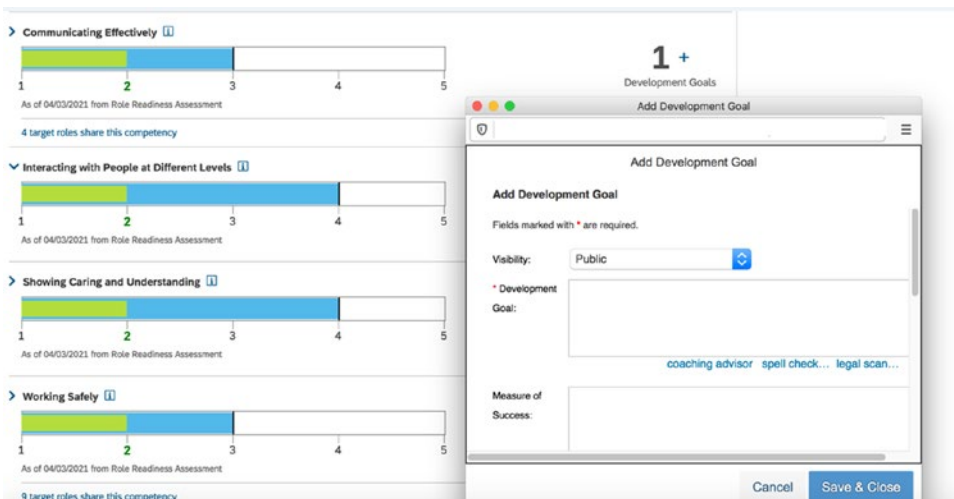 Communicating Effectively
1 2 3 4 5
As of 04/03/2021 from Role Readiness Assessment
4 target roles share this competency
1 +
Development Goals
Interacting with People at Different Levels
1 2 3 4 5
As of 04/03/2021 from Role Readiness Assessment
Showing Caring and Understanding
1 2 3 4 5
As of 04/03/2021 from Role Readiness Assessment
Working Safely
1 2 3 4 5
As of 04/03/2021 from Role Readiness Assessment
9 target roles share this competency
Add Development Goal
Add Development Goal
Add Development Goal
Fields marked with * are required.
Visibility: Public
* Development
Goal:
coaching advisor spell check... legal scan...
Measure of
Success:
Cancel Save & Close